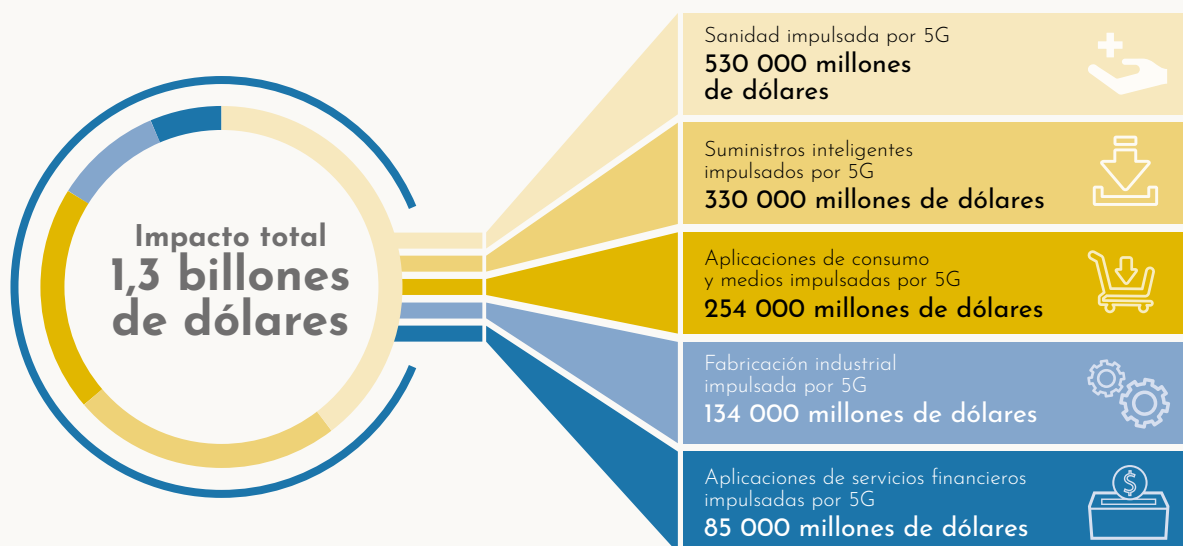 Impacto total
1,3 billones
de dólares
Sanidad impulsada por 5G
530 000 millones
de dólares
Suministros inteligentes
impulsados por 5G
330 000 millones de dólares
Aplicaciones de consumo
y medios impulsadas por 5G
254 000 millones de dólares
Fabricación industrial
impulsada por 5G
134 000 millones de dólares
Aplicaciones de servicios financieros
impulsadas por 5G
85 000 millones de dólares
$